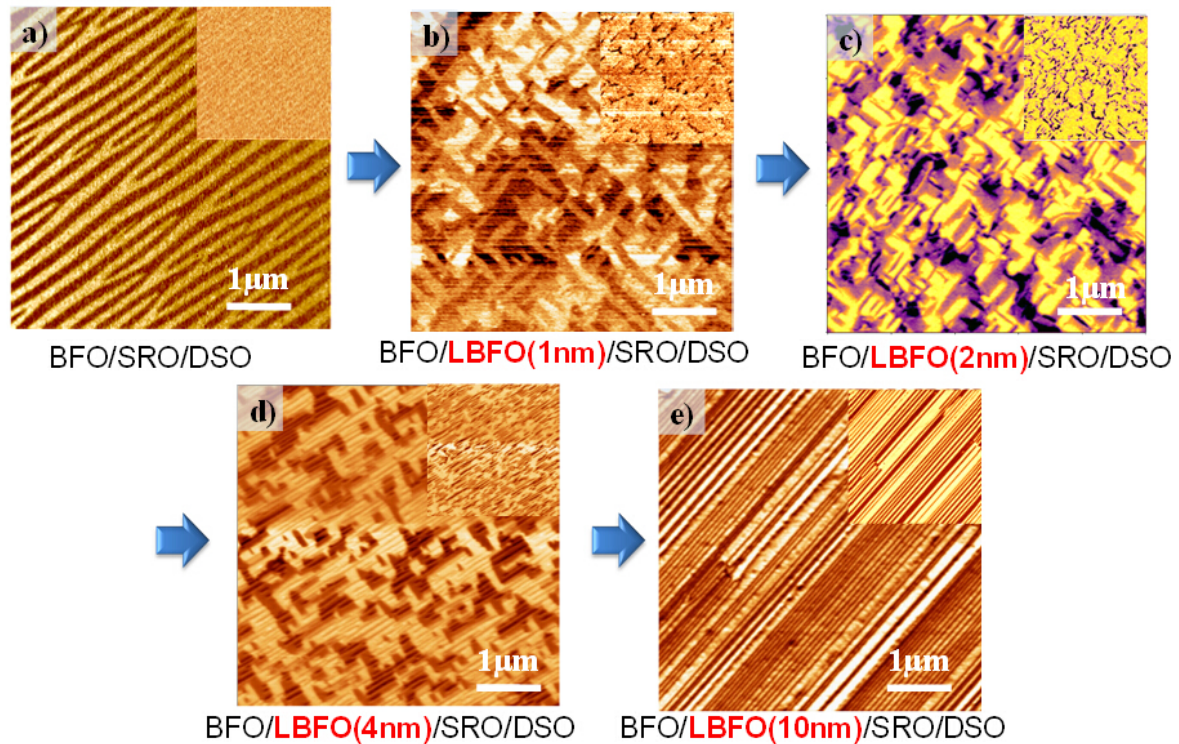 a)
1μm
BFO/SRO/DSO
b)
1μm
BFO/LBFO(1nm)/SRO/DSO
c)
1μm
BFO/LBFO(2nm)/SRO/DSO
d)
1μm
BFO/LBFO(4nm)/SRO/DSO
e)
1μm
BFO/LBFO(10nm)/SRO/DSO